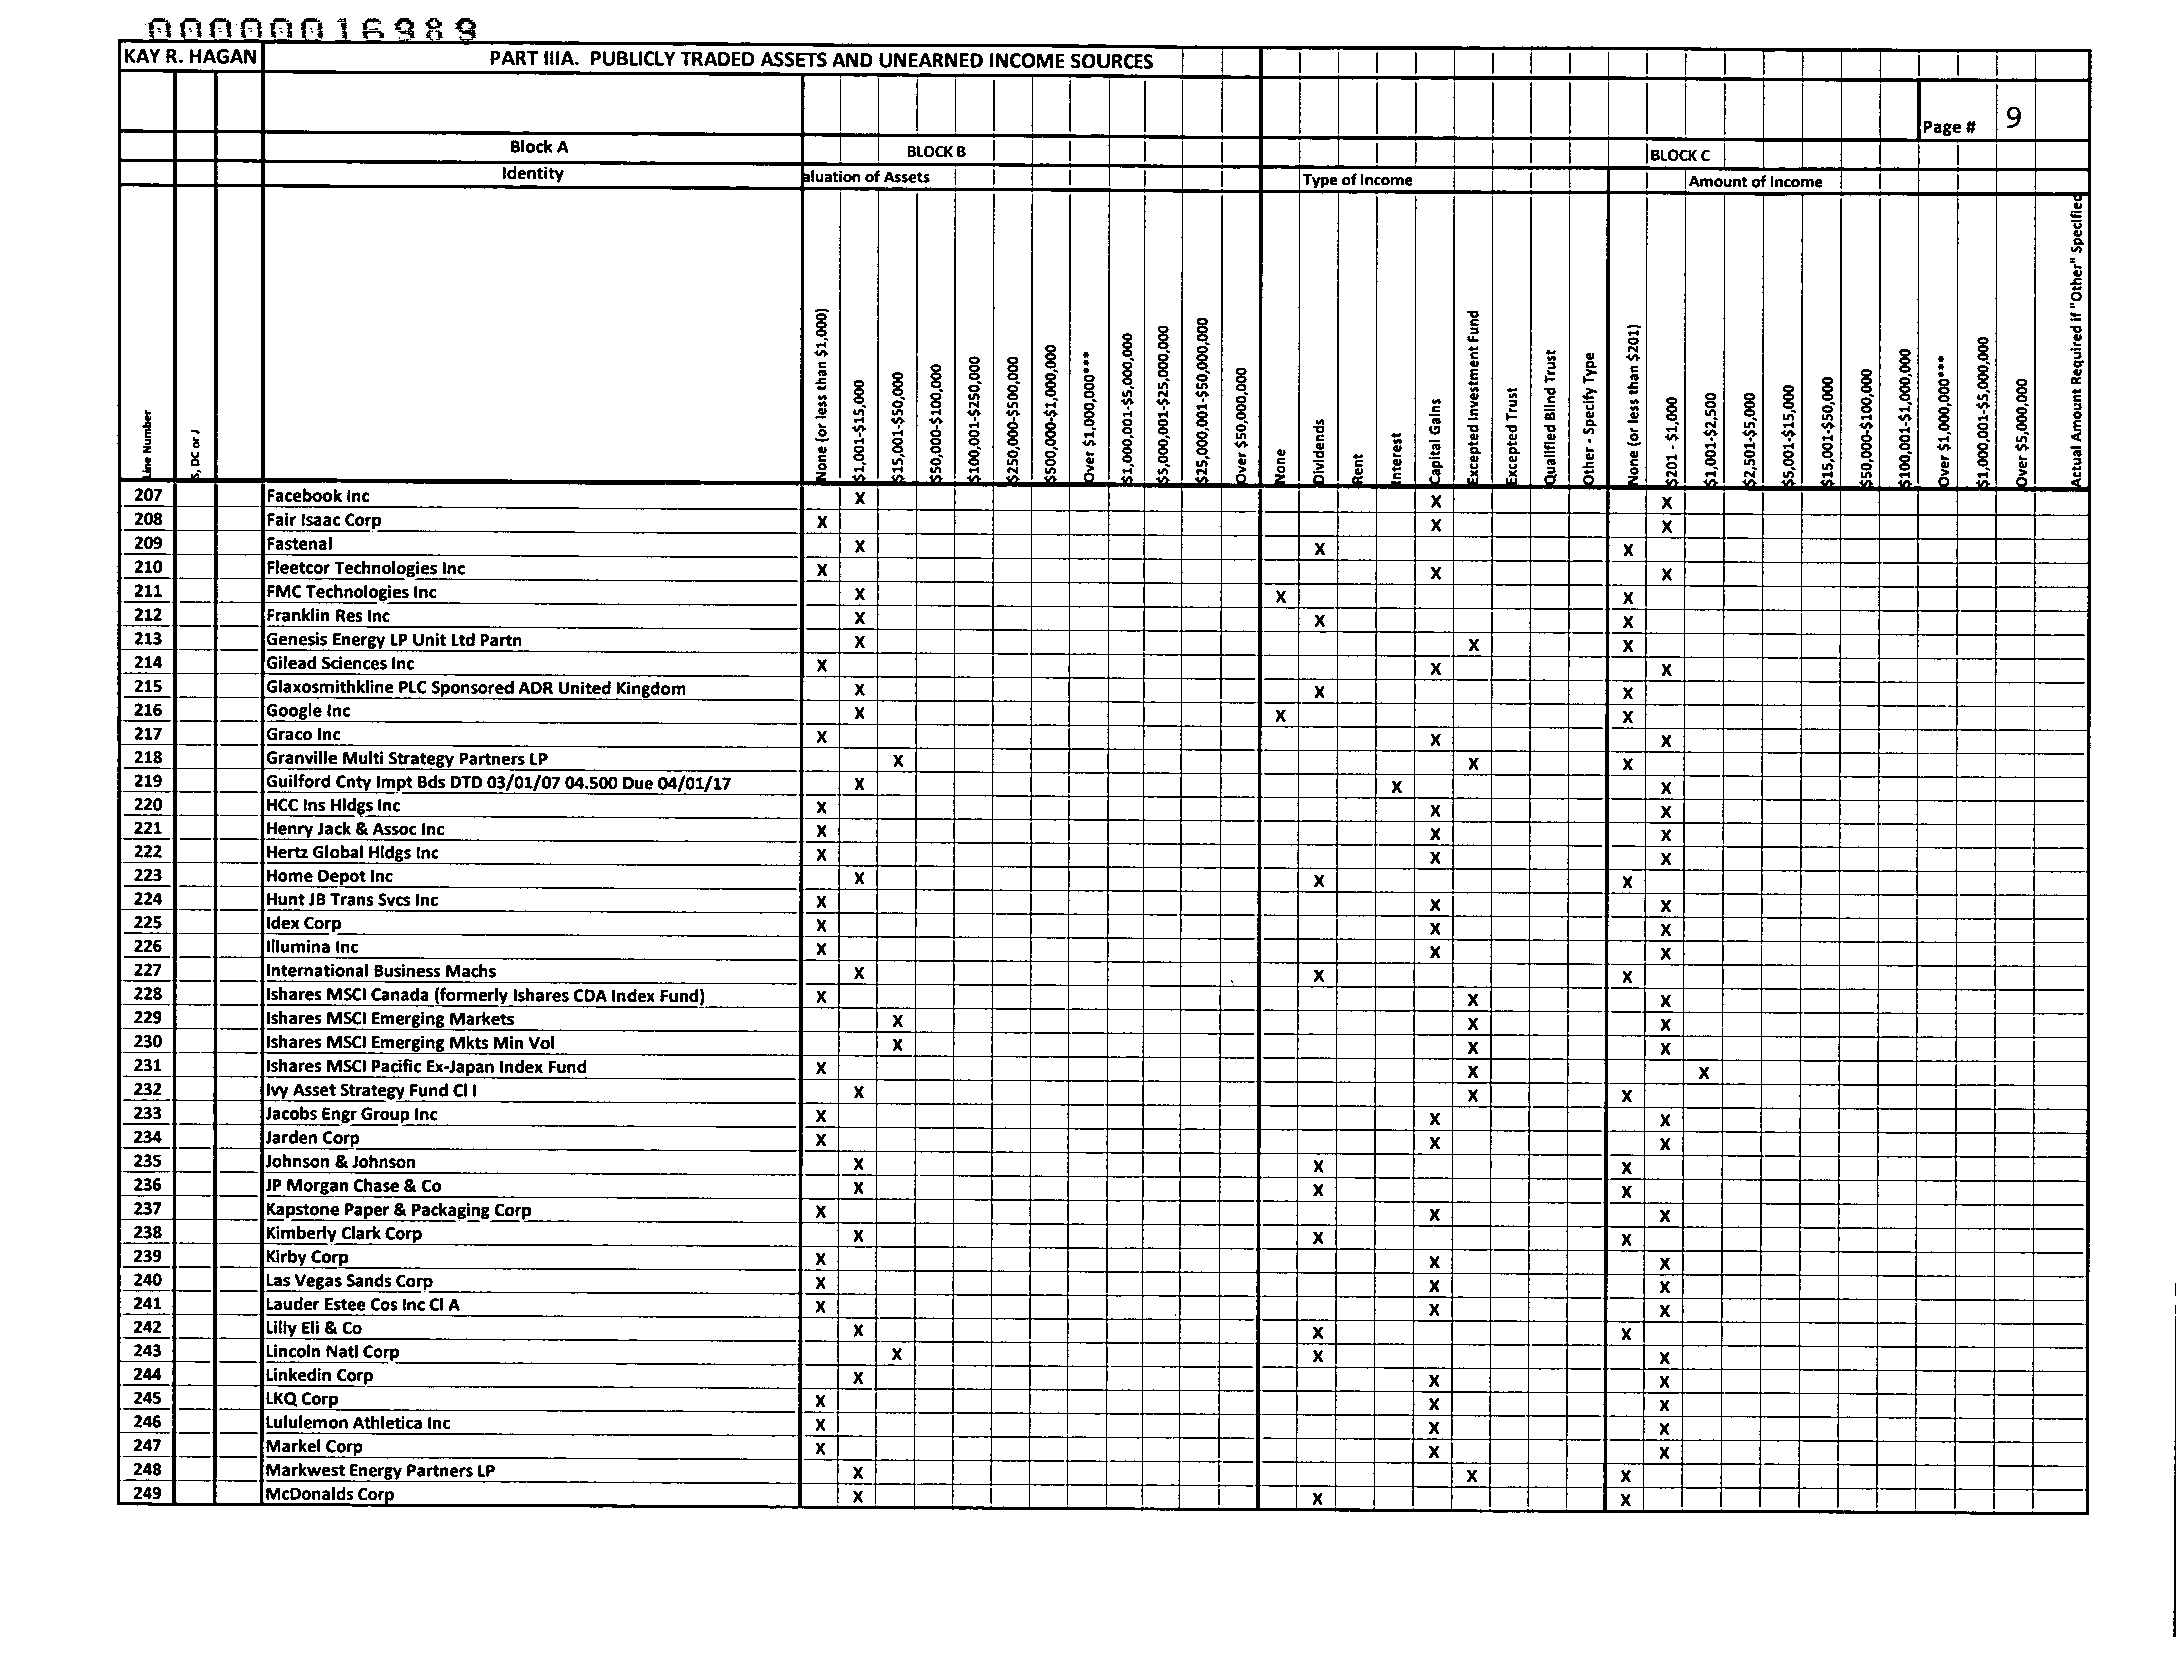 000000016989
KAY R. HAGAN PART IIIA. PUBLICLY TRADED ASSETS AND UNEARNED INCOME SOURCES
Page # 9
Block A BLOCK B BLOCK C
Identity aluation of Assets Type of Income Amount of Income
Line Number
S, DC or J
None (or less than $1,000)
$1,001-$15,000
$15,001-$50,000
$50,000-$100,000
$100,001-$250,000
$250,000-$500,000
$500,000-$1,000,000
Over $1,000,000***
$1,000,001-$5,000,000
$5,000,001-$25,000,000
$25,000,001-$50,000,000
Over $50,000,000
None
Dividends
Rent
Interest
Capital Gains
Excepted Investment Fund
Excepted Trust
Qualified Blind Trust
Other - Specify Type
None (or less than $201)
$201 - $1,000
$1,001-$2,500
$2,501-$5,000
$5,001-$15,000
$15,001-$50,000
$50,000-$100,000
$100,001-$1,000,000
Over $1,000,000***
$1,000,001-$5,000,000
Over $5,000,000
Actual Amount Required if "Other" Specified
207 Facebook Inc X X X
208 Fair Isaac Corp X X X
209 Fastenal X X X
210 Fleetcor Technologies Inc X X X
211 FMC Technologies Inc X X X
212 Franklin Res Inc X X X
213 Genesis Energy LP Unit Ltd Partn X X X
214 Gilead Sciences Inc X X X
215 Glaxosmithkline PLC Sponsored ADR United Kingdom X X X
216 Google Inc X X X
217 Graco Inc X X X
218 Granville Multi Strategy Partners LP X X X
219 Guilford Cnty Impt Bds DTD 03/01/07 04.500 Due 04/01/17 X X X
220 HCC Ins Hldgs Inc X X X
221 Henry Jack & Assoc Inc X X X
222 Hertz Global Hldgs Inc X X X
223 Home Depot Inc X X X
224 Hunt JB Trans Svcs Inc X X X
225 Idex Corp X X X
226 Illumina Inc X X X
227 International Business Machs X X X
228 Ishares MSCI Canada (formerly Ishares CDA Index Fund) X X X
229 Ishares MSCI Emerging Markets X X X
230 Ishares MSCI Emerging Mkts Min Vol X X X
231 Ishares MSCI Pacific Ex-Japan Index Fund X X X
232 Ivy Asset Strategy Fund Cl I X X X
233 Jacobs Engr Group Inc X X X
234 Jarden Corp X X X
235 Johnson & Johnson X X X
236 JP Morgan Chase & Co X X X
237 Kapstone Paper & Packaging Corp X X X
238 Kimberly Clark Corp X X X
239 Kirby Corp X X X
240 Las Vegas Sands Corp X X X
241 Lauder Estee Cos Inc Cl A X X X
242 Lilly Eli & Co X X X
243 Lincoln Natl Corp X X X
244 Linkedin Corp X X X
245 LKQ Corp X X X
246 Lululemon Athletica Inc X X X
247 Markel Corp X X X
248 Markwest Energy Partners LP X X X
249 McDonalds Corp X X X